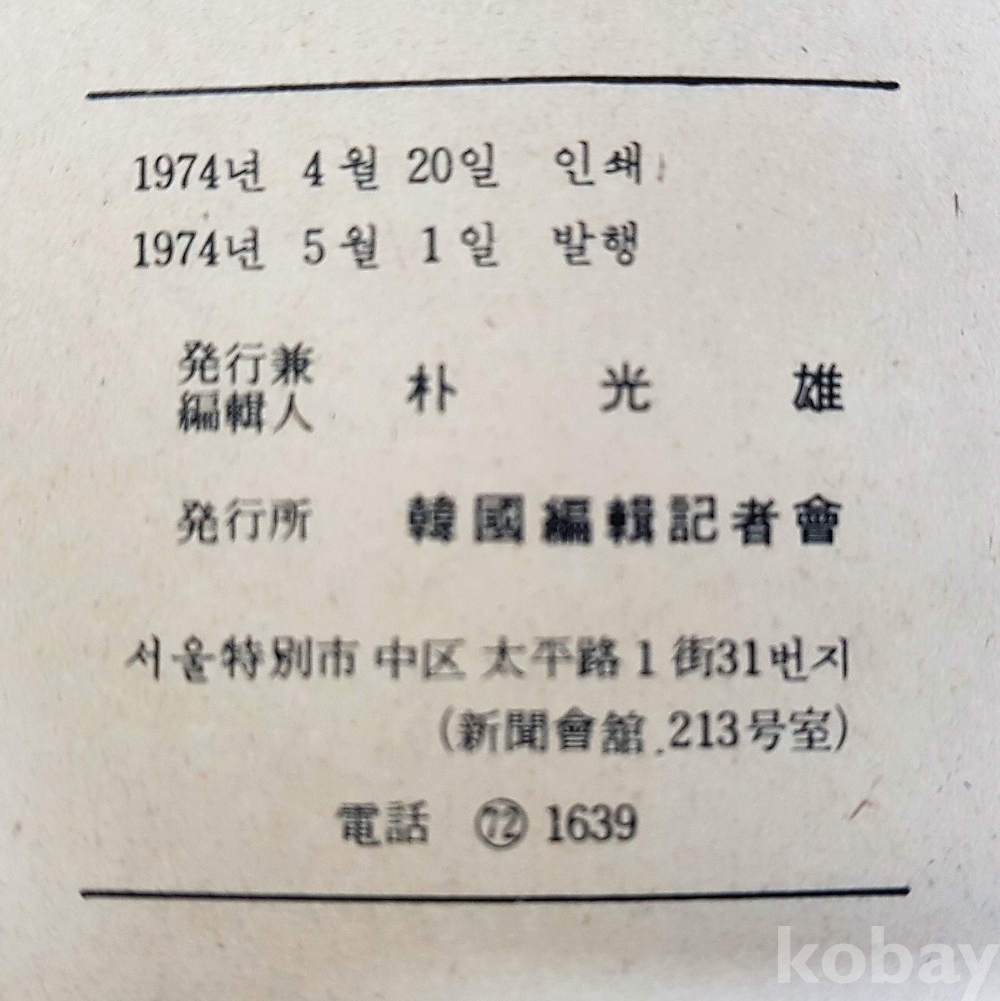 1974년 4월 20일 인쇄
1974년 5월 1일 발행
発行兼
編輯人 朴光雄
発行所 韓國編輯記者會
서울特別市 中区 太平路 1 街31번지
(新聞會舘 213号室)
電話 ㉒ 1639
kobay